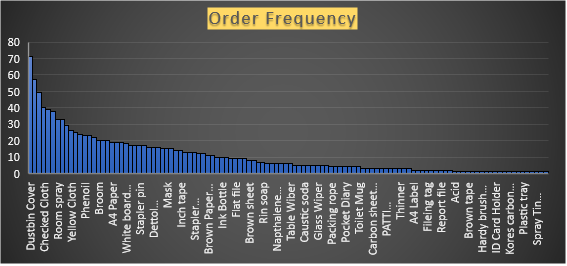 Order Frequency
80
70
60
50
40
30
20
10
0
Dustbin Cover
Checked Cloth
Room spray
Yellow Cloth
Phenoil
Broom
A4 Paper
White board...
Stapler pin
Dettol...
Mask
Inch tape
Stapler...
Brown Paper...
Ink Bottle
Flat file
Brown sheet
Rin soap
Napthalene...
Table Wiber
Caustic soda
Glass Wiper
Packing rope
Pocket Diary
Toilet Mug
Carbon sheet...
PATTI...
Thinner
A4 Label
Fileing tag
Report file
Acid
Brown tape
Hardy brush...
ID Card Holder
Kores carbon...
Plastic tray
Spray Tin...